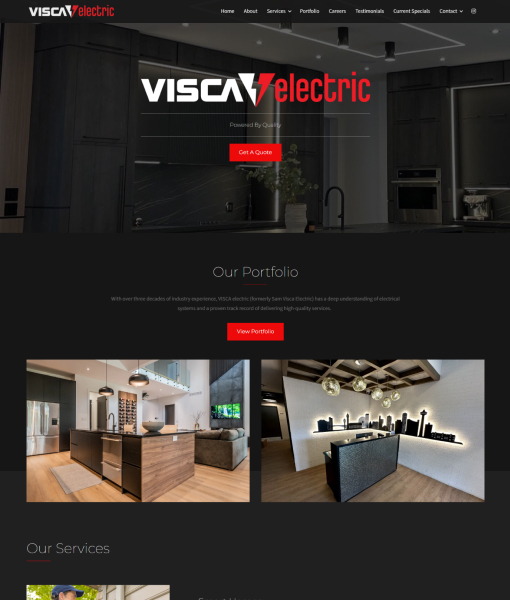 VISCA electric
Home About Services Portfolio Careers Testimonials Current Specials Contact
VISCA electric
Powered By Quality
Get A Quote
Our Portfolio
With over three decades of industry experience, VISCA electric (formerly Sam Visca Electric) has a deep understanding of electrical
systems and a proven track record of delivering high-quality services.
View Portfolio
Our Services